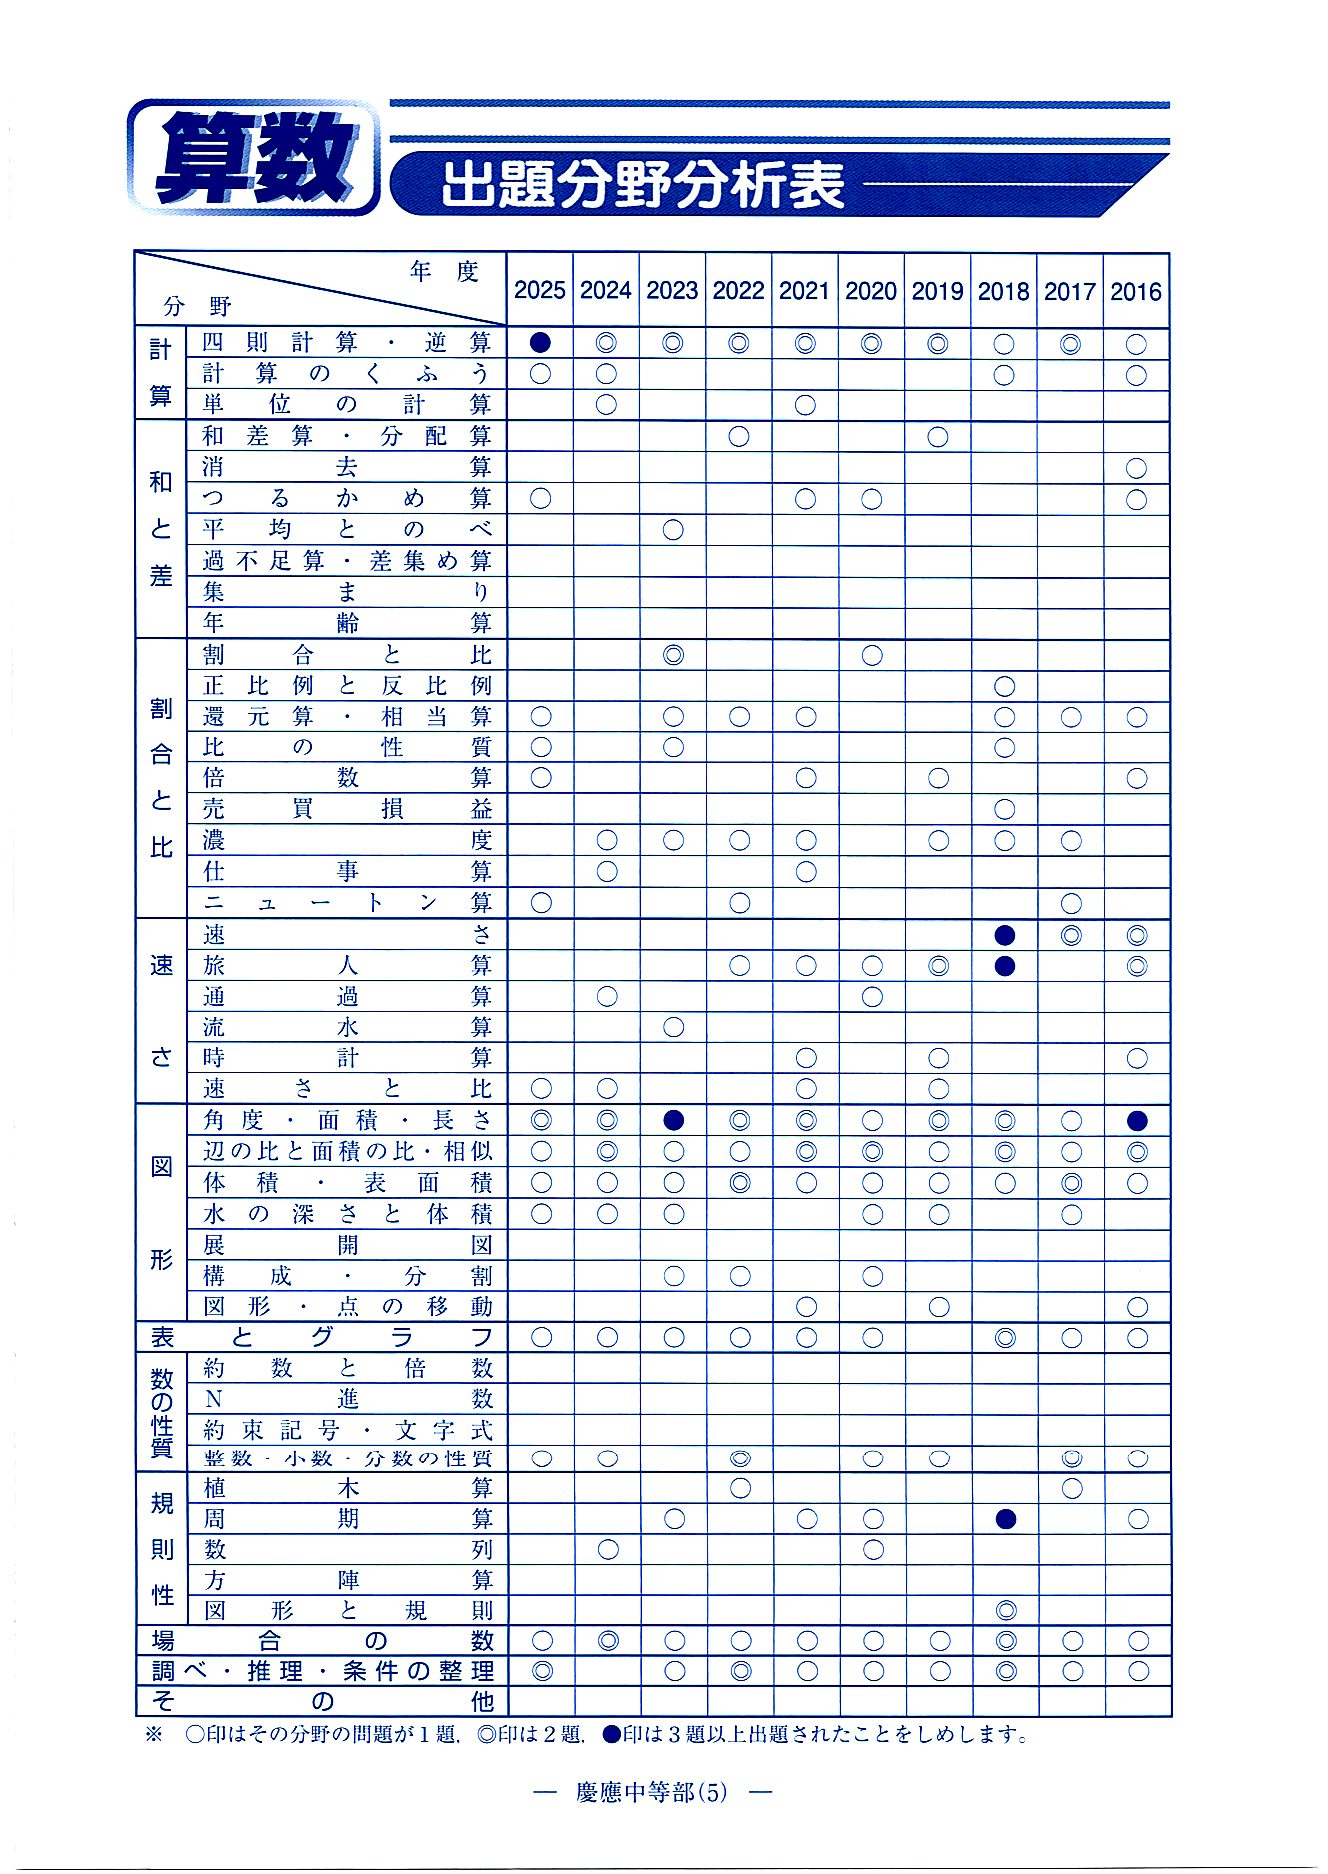 算数
出題分野分析表
年度
分野
2025 2024 2023 2022 2021 2020 2019 2018 2017 2016
計算
四則計算・逆算 ● ◎ ◎ ◎ ◎ ◎ ◎ ○ ◎ ○
計算のくふう ○ ○ ○ ○
単位の計算 ○ ○
和と差
和差算・分配算 ○ ○
消去算 ○
つるかめ算 ○ ○ ○ ○
平均とのべ ○
過不足算・差集め算
集まり
年齢算
割合と比
割合と比 ◎ ○
正比例と反比例 ○
還元算・相当算 ○ ○ ○ ○ ○ ○ ○
比の性質 ○ ○ ○
倍数算 ○ ○ ○ ○
売買損益 ○
濃度 ○ ○ ○ ○ ○ ○ ○
仕事算 ○ ○
ニュートン算 ○ ○ ○
速さ
速さ ● ◎ ◎
旅人算 ○ ○ ○ ◎ ● ◎
通過算 ○ ○
流水算 ○
時計算 ○ ○ ○
速さと比 ○ ○ ○ ○
図形
角度・面積・長さ ◎ ◎ ● ◎ ◎ ○ ◎ ◎ ○ ●
辺の比と面積の比・相似 ○ ◎ ○ ○ ◎ ◎ ○ ◎ ○ ◎
体積・表面積 ○ ○ ○ ◎ ○ ○ ○ ○ ◎ ○
水の深さと体積 ○ ○ ○ ○ ○ ○
展開図
構成・分割 ○ ○ ○
図形・点の移動 ○ ○ ○
表とグラフ ○ ○ ○ ○ ○ ○ ◎ ○ ○
数の性質
約数と倍数
N進数
約束記号・文字式
整数・小数・分数の性質 ○ ○ ◎ ○ ○ ◎ ○
規則性
植木算 ○ ○
周期算 ○ ○ ○ ● ○
数列 ○ ○
方陣算
図形と規則 ◎
場合の数 ○ ◎ ○ ○ ○ ○ ○ ◎ ○ ○
調べ・推理・条件の整理 ◎ ○ ◎ ○ ○ ○ ◎ ○ ○
その他
※ ○印はその分野の問題が1題，◎印は2題，●印は3題以上出題されたことをしめします。
― 慶應中等部(5) ―